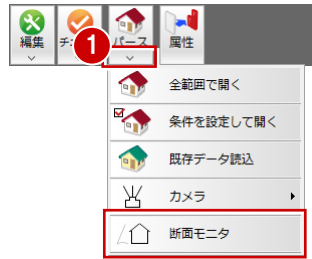 編集
チ
パース
属性
1
全範囲で開く
条件を設定して開く
既存データ読込
カメラ
断面モニタ